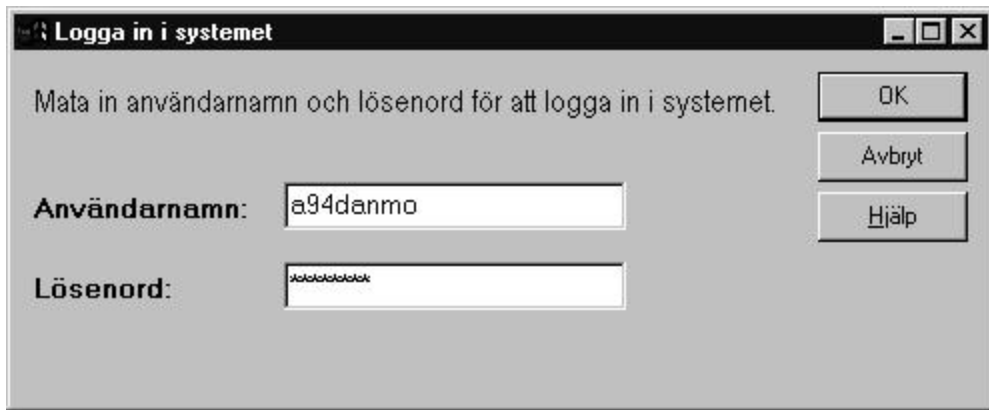 Logga in i systemet
Mata in användarnamn och lösenord för att logga in i systemet.
OK
Avbryt
Användarnamn: a94danmo
Hjälp
Lösenord: *********